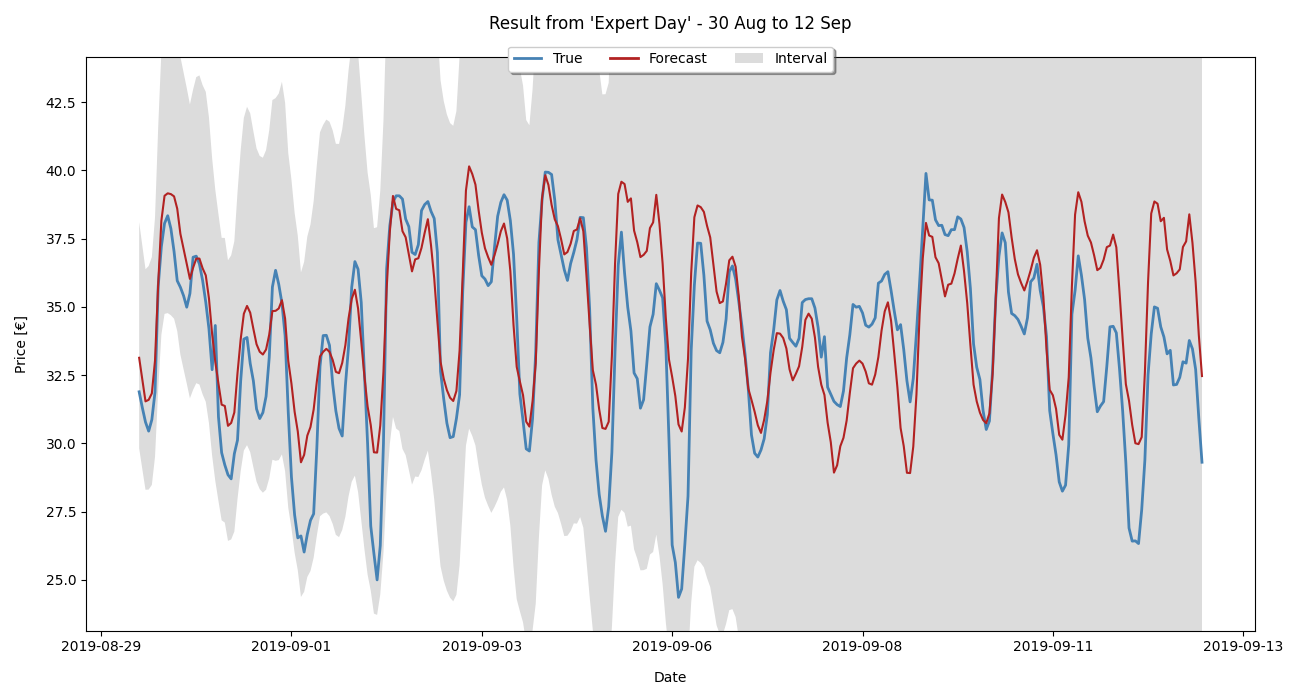 Result from 'Expert Day' - 30 Aug to 12 Sep
True Forecast Interval
Price [€]
42.5
40.0
37.5
35.0
32.5
30.0
27.5
25.0
2019-08-29 2019-09-01 2019-09-03 2019-09-06 2019-09-08 2019-09-11 2019-09-13
Date